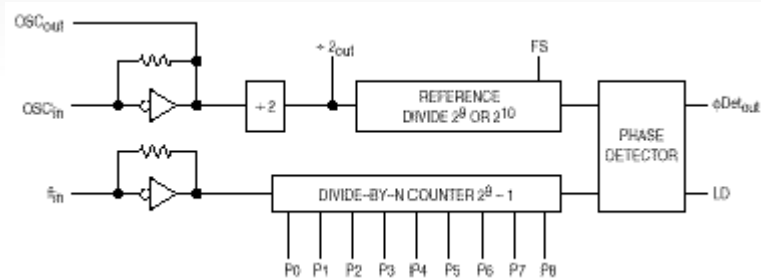 OSCout
÷ 2out
FS
OSCin
÷2
REFERENCE
DIVIDE 2⁹ OR 2¹⁰
PHASE
DETECTOR
ϕDetout
fin
DIVIDE–BY–N COUNTER 2⁹ – 1
LD
P0 P1 P2 P3 P4 P5 P6 P7 P8